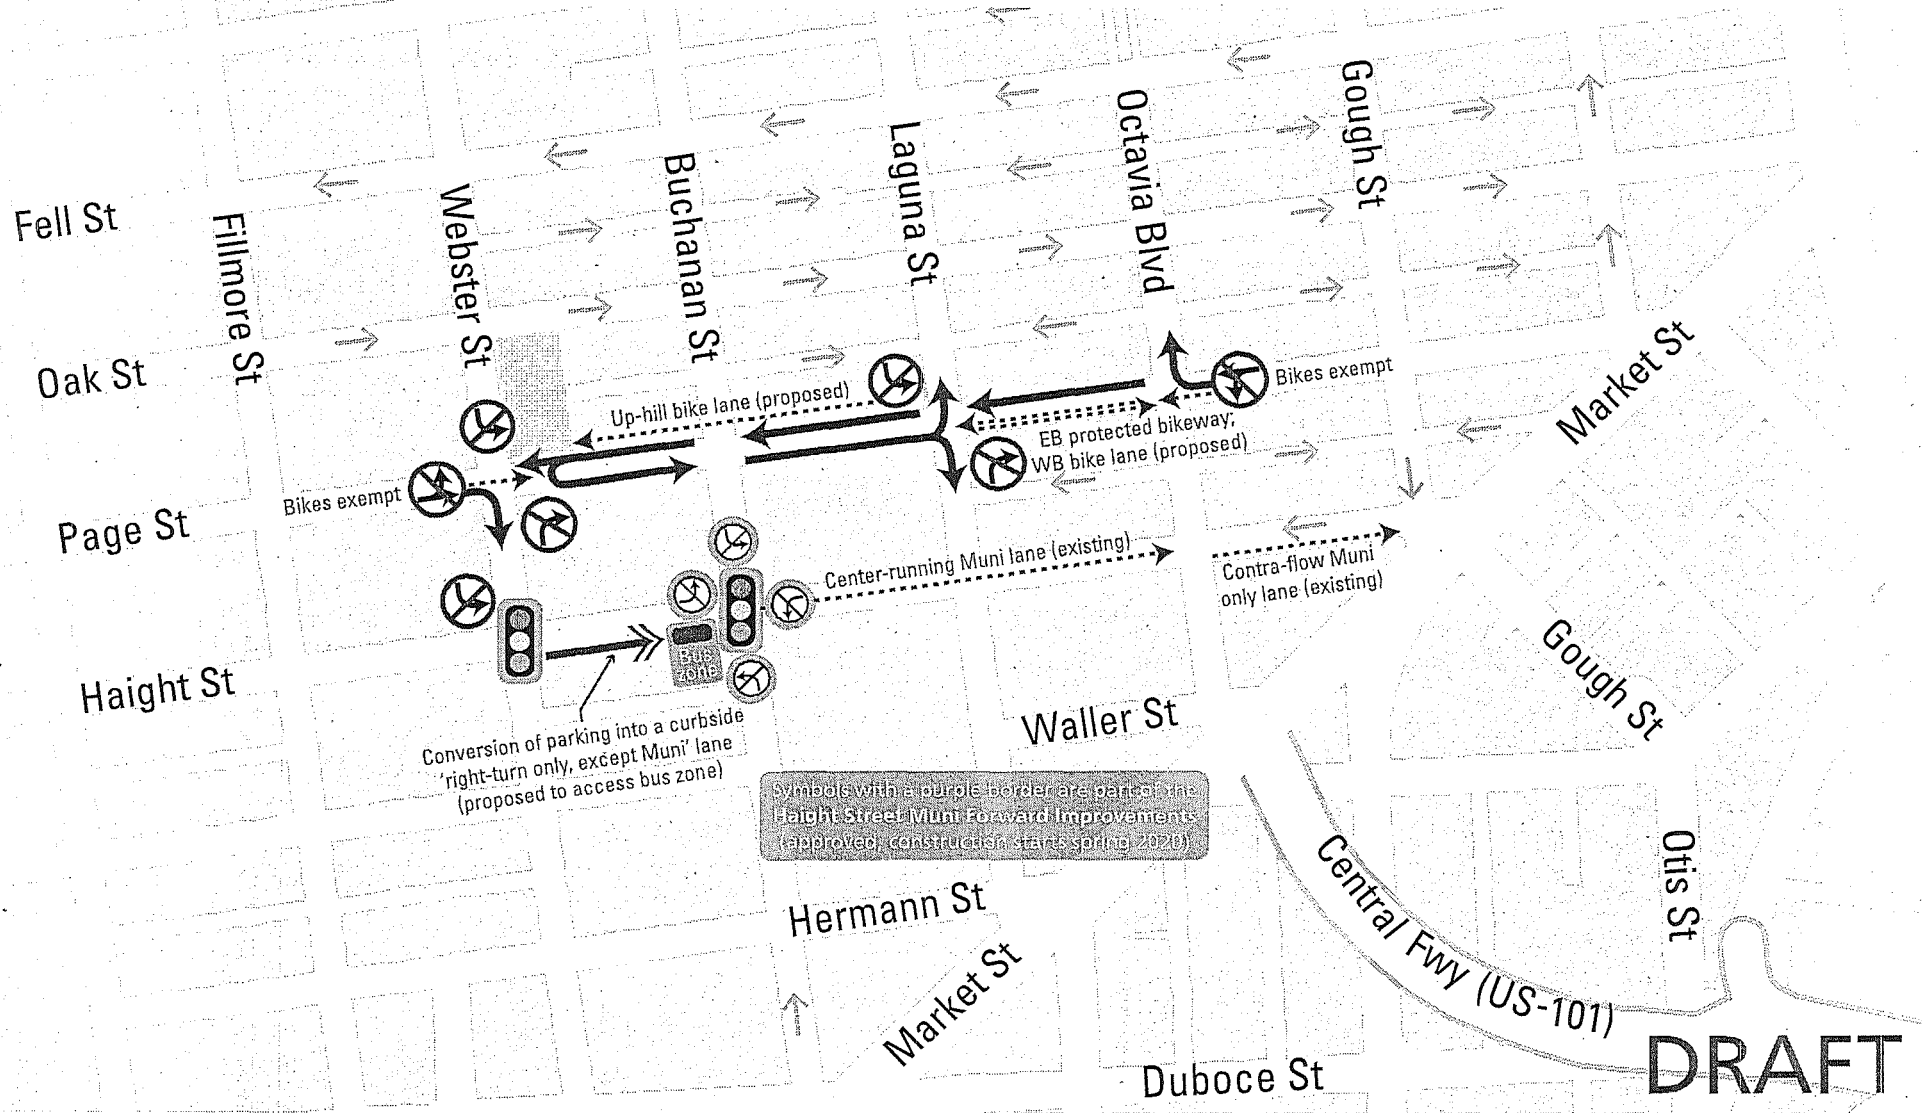 Gough St
Octavia Blvd
Laguna St
Buchanan St
Webster St
Fell St
Fillmore St
Oak St
Market St
Bikes exempt
Up-hill bike lane (proposed)
EB protected bikeway,
WB bike lane (proposed)
Bikes exempt
Page St
Center-running Muni lane (existing)
Contra-flow Muni
only lane (existing)
Bus
zone
Haight St
Gough St
Waller St
Conversion of parking into a curbside
'right-turn only, except Muni' lane
(proposed to access bus zone)
Symbols with a purple border are part of the
Haight Street Muni Forward Improvements
(approved, construction starts spring 2020)
Otis St
Central Fwy (US-101)
Hermann St
Market St
DRAFT
Duboce St